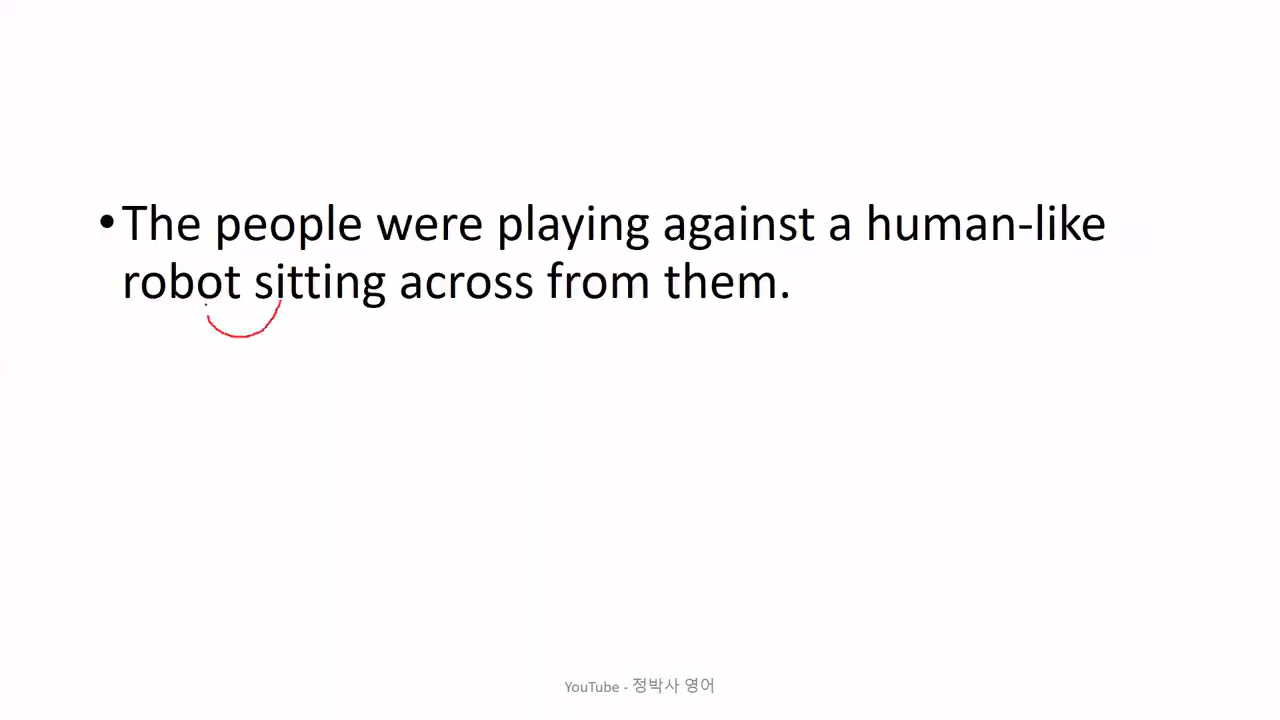 •The people were playing against a human-like
robot sitting across from them.
YouTube - 정박사 영어